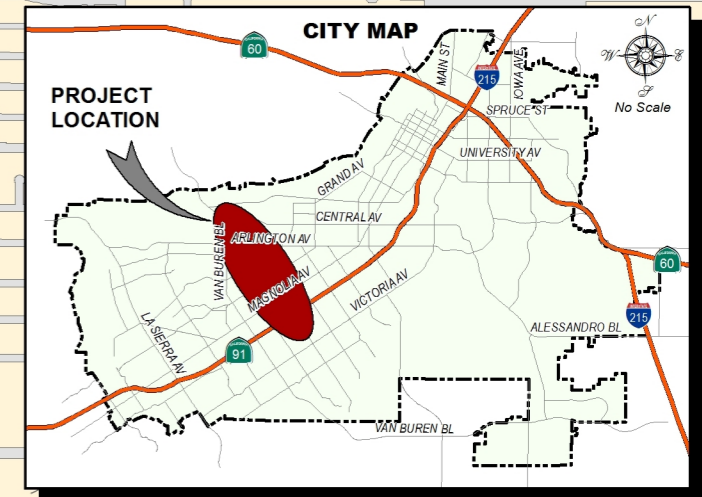 CITY MAP
60
215
MAIN ST
IOWA AVE
N
W
E
S
No Scale
PROJECT
LOCATION
SPRUCE ST
UNIVERSITY AV
GRAND AV
CENTRAL AV
VAN BUREN BL
ARLINGTON AV
60
MAGNOLIA AV
VICTORIA AV
215
ALESSANDRO BL
LA SIERRA AV
91
VAN BUREN BL